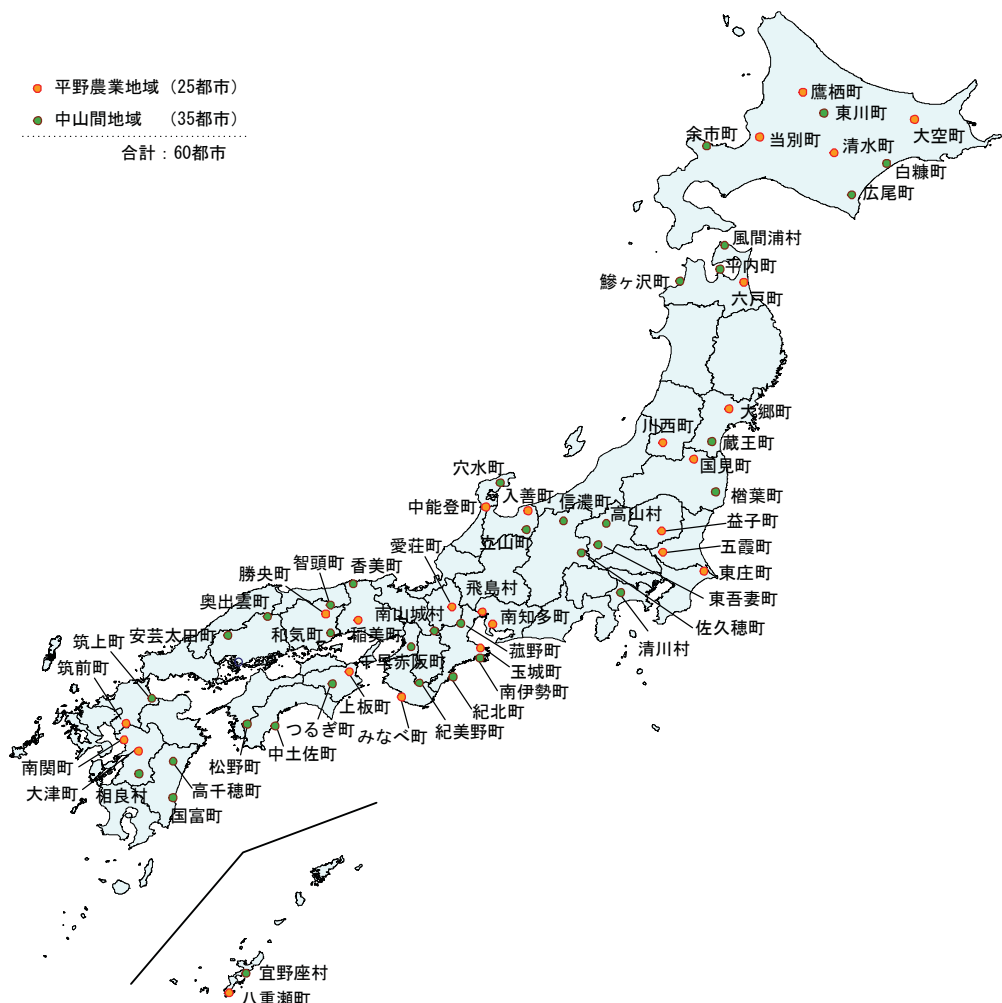 平野農業地域（25都市）
中山間地域　（35都市）
合計：60都市
鷹栖町
東川町
大空町
余市町
当別町
清水町
白糠町
広尾町
風間浦村
平内町
鰺ヶ沢町
六戸町
大郷町
川西町
蔵王町
国見町
楢葉町
穴水町
入善町
信濃町
中能登町
高山村
益子町
立山町
五霞町
愛荘町
東庄町
香美町
智頭町
飛島村
東吾妻町
勝央町
奥出雲町
南山城村
南知多町
佐久穂町
安芸太田町
和気町
稲美町
清川村
筑上町
千早赤阪町
菰野町
玉城町
筑前町
南伊勢町
上板町
紀北町
つるぎ町
みなべ町
紀美野町
松野町
中土佐町
南関町
高千穂町
大津町
相良村
国富町
宜野座村
八重瀬町